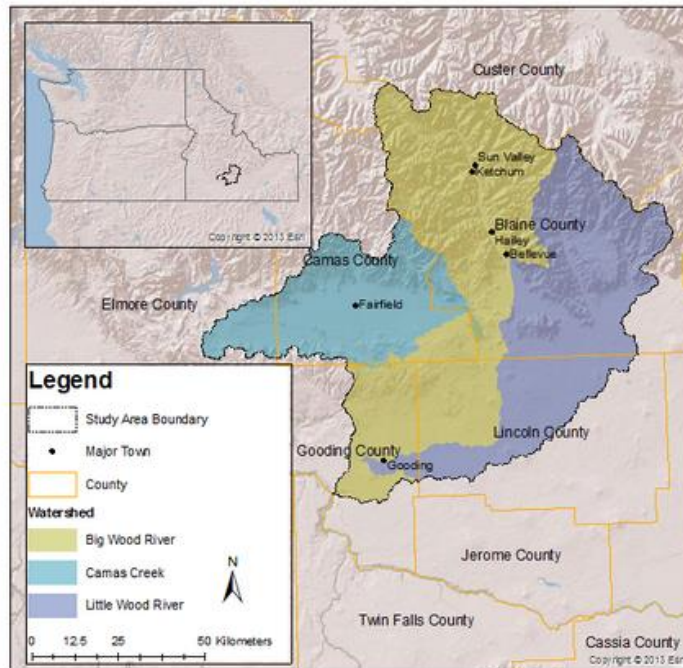 Custer County
Sun Valley
Ketchum
Blaine County
Hailey
Bellevue
Copyright © 2013 Esri
Camas County
Elmore County
Fairfield
Legend
Study Area Boundary
Major Town
County
Watershed
Big Wood River
Camas Creek
Little Wood River
N
0 12.5 25 50 Kilometers
Lincoln County
Gooding County
Gooding
Jerome County
Twin Falls County
Cassia County
Copyright © 2013 Esri